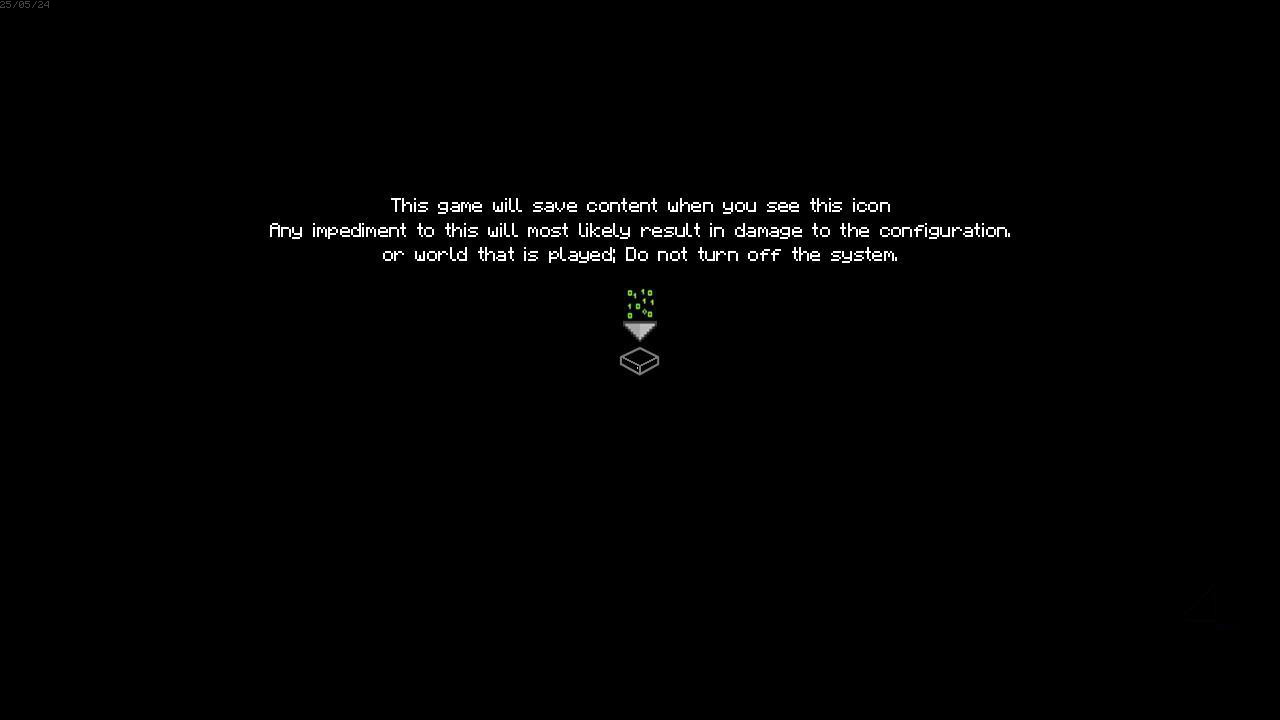 25/05/24
This game will save content when you see this icon
Any impediment to this will most likely result in damage to the configuration.
or world that is played; Do not turn off the system.